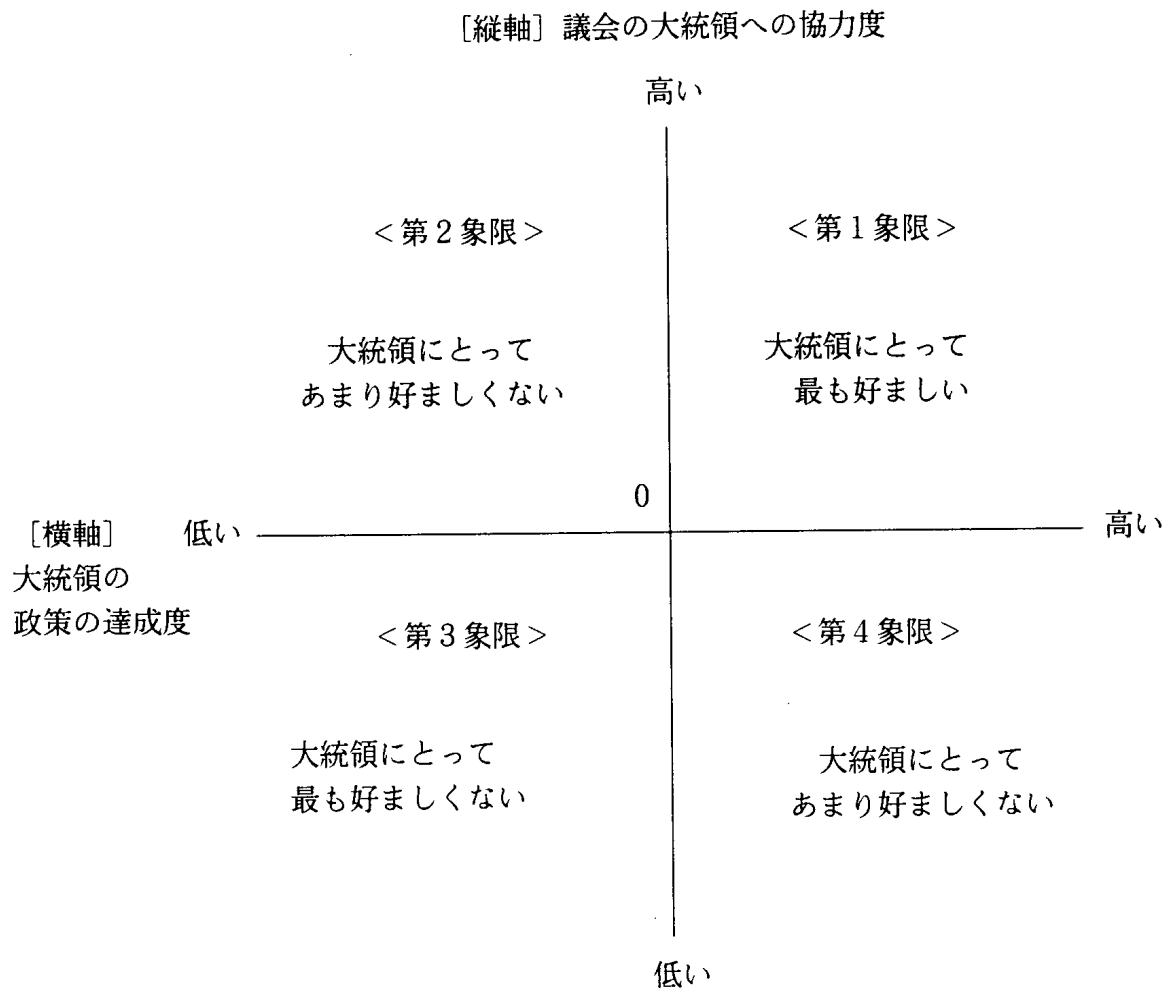 ［縦軸］議会の大統領への協力度
高い
＜第２象限＞
＜第１象限＞
大統領にとって
あまり好ましくない
大統領にとって
最も好ましい
0
［横軸］
低い
高い
大統領の
政策の達成度
＜第３象限＞
＜第４象限＞
大統領にとって
最も好ましくない
大統領にとって
あまり好ましくない
低い